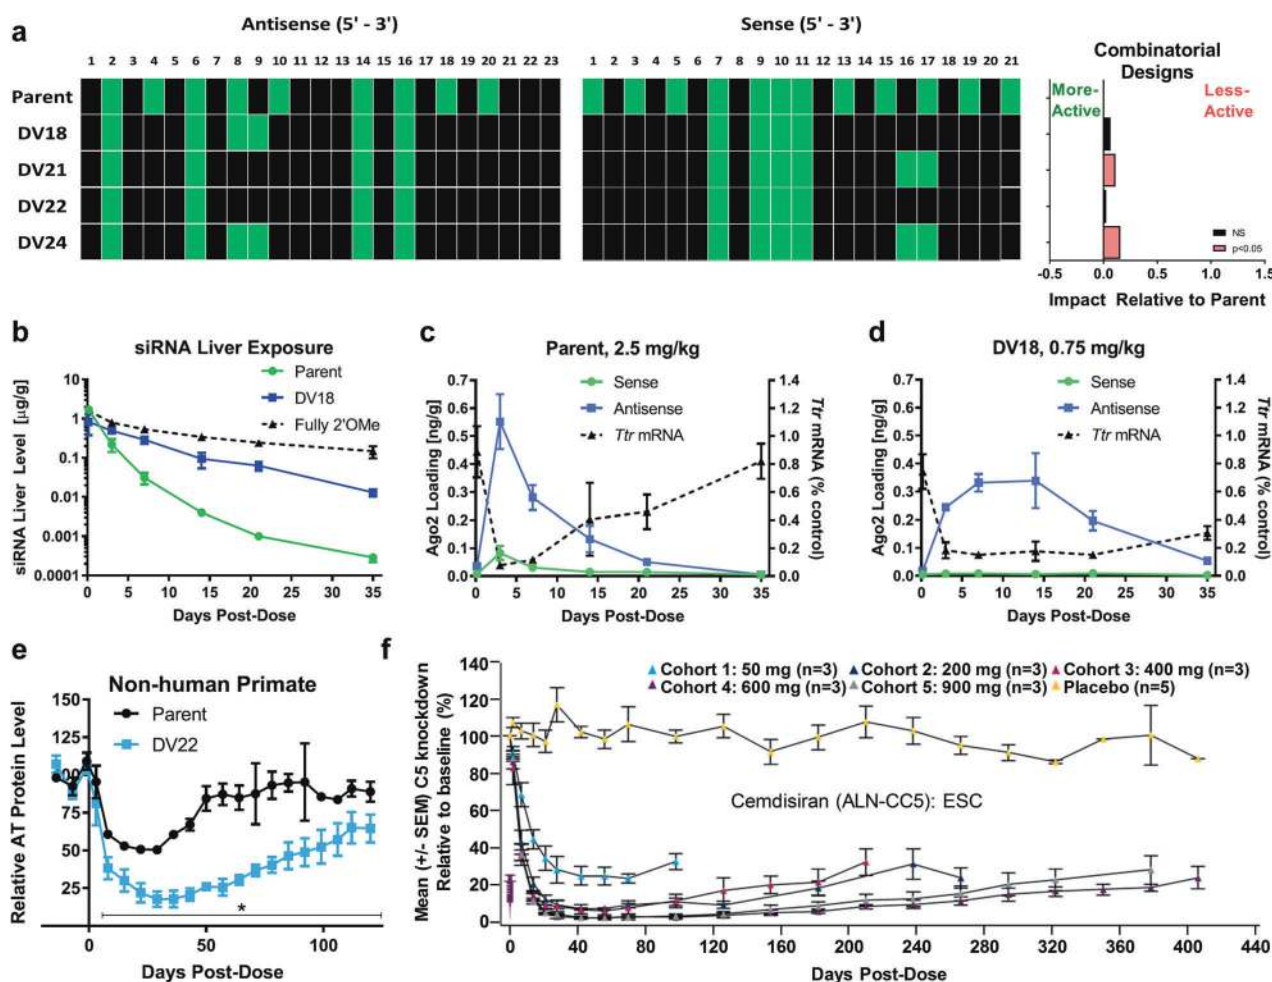 a
Antisense (5' - 3')
Sense (5' - 3')
1 2 3 4 5 6 7 8 9 10 11 12 13 14 15 16 17 18 19 20 21 22 23
1 2 3 4 5 6 7 8 9 10 11 12 13 14 15 16 17 18 19 20 21
Parent
DV18
DV21
DV22
DV24
Combinatorial
Designs
More-
Active
Less-
Active
NS
p<0.05
-0.5 0.0 0.5 1.0 1.5
Impact Relative to Parent
b
siRNA Liver Exposure
Parent
DV18
Fully 2'OMe
siRNA Liver Level [µg/g]
10
1
0.1
0.01
0.001
0.0001
0 5 10 15 20 25 30 35
Days Post-Dose
c
Parent, 2.5 mg/kg
Sense
Antisense
Ttr mRNA
Ago2 Loading [ng/g]
0.7
0.6
0.5
0.4
0.3
0.2
0.1
0.0
1.4
1.2
1.0
0.8
0.6
0.4
0.2
0.0
Ttr mRNA (% control)
0 5 10 15 20 25 30 35
Days Post-Dose
d
DV18, 0.75 mg/kg
Sense
Antisense
Ttr mRNA
Ago2 Loading [ng/g]
0.7
0.6
0.5
0.4
0.3
0.2
0.1
0.0
1.4
1.2
1.0
0.8
0.6
0.4
0.2
0.0
Ttr mRNA (% control)
0 5 10 15 20 25 30 35
Days Post-Dose
e
Non-human Primate
Parent
DV22
Relative AT Protein Level
150
125
100
75
50
25
*
0 50 100
Days Post-Dose
f
Cohort 1: 50 mg (n=3) Cohort 2: 200 mg (n=3) Cohort 3: 400 mg (n=3)
Cohort 4: 600 mg (n=3) Cohort 5: 900 mg (n=3) Placebo (n=5)
Mean (+/- SEM) C5 knockdown
Relative to baseline (%)
140
120
100
80
60
40
20
0
Cemdisiran (ALN-CC5): ESC
0 40 80 120 160 200 240 280 320 360 400 440
Days Post-Dose